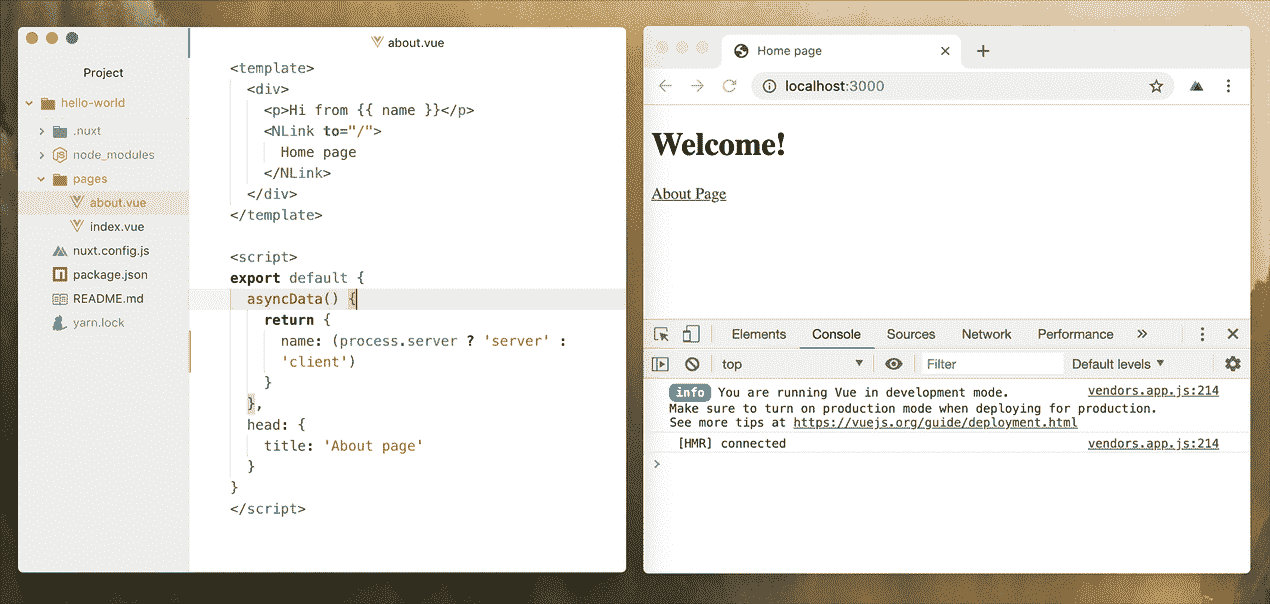 Project
hello-world
.nuxt
node_modules
pages
about.vue
index.vue
nuxt.config.js
package.json
README.md
yarn.lock
about.vue
<template>
<div>
<p>Hi from {{ name }}</p>
<NLink to="/">
Home page
</NLink>
</div>
</template>
<script>
export default {
asyncData() {
return {
name: (process.server ? 'server' :
'client')
}
},
head: {
title: 'About page'
}
}
</script>
Home page
localhost:3000
Welcome!
About Page
Elements Console Sources Network Performance »
top Filter Default levels
info You are running Vue in development mode. vendors.app.js:214
Make sure to turn on production mode when deploying for production.
See more tips at https://vuejs.org/guide/deployment.html
[HMR] connected vendors.app.js:214
>